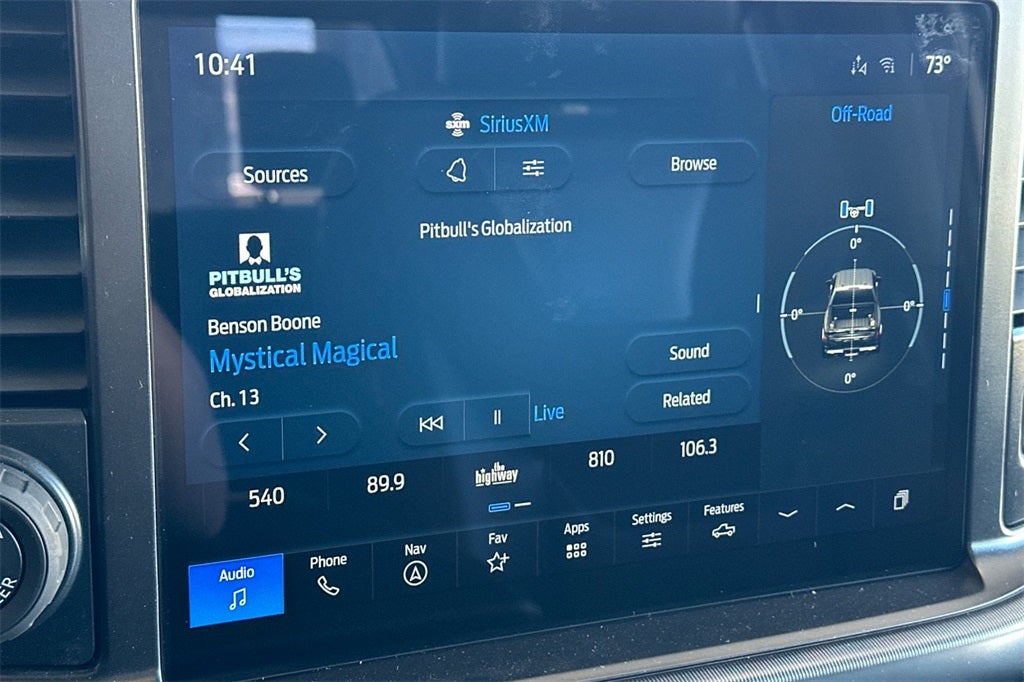 10:41
73°
sxm SiriusXM
Off-Road
Sources
Browse
Pitbull's Globalization
PITBULL'S
GLOBALIZATION
0°
0°
0°
0°
Benson Boone
Mystical Magical
Sound
Ch. 13
Related
Live
540
89.9
the
highway
810
106.3
Audio
Phone
Nav
Fav
Apps
Settings
Features